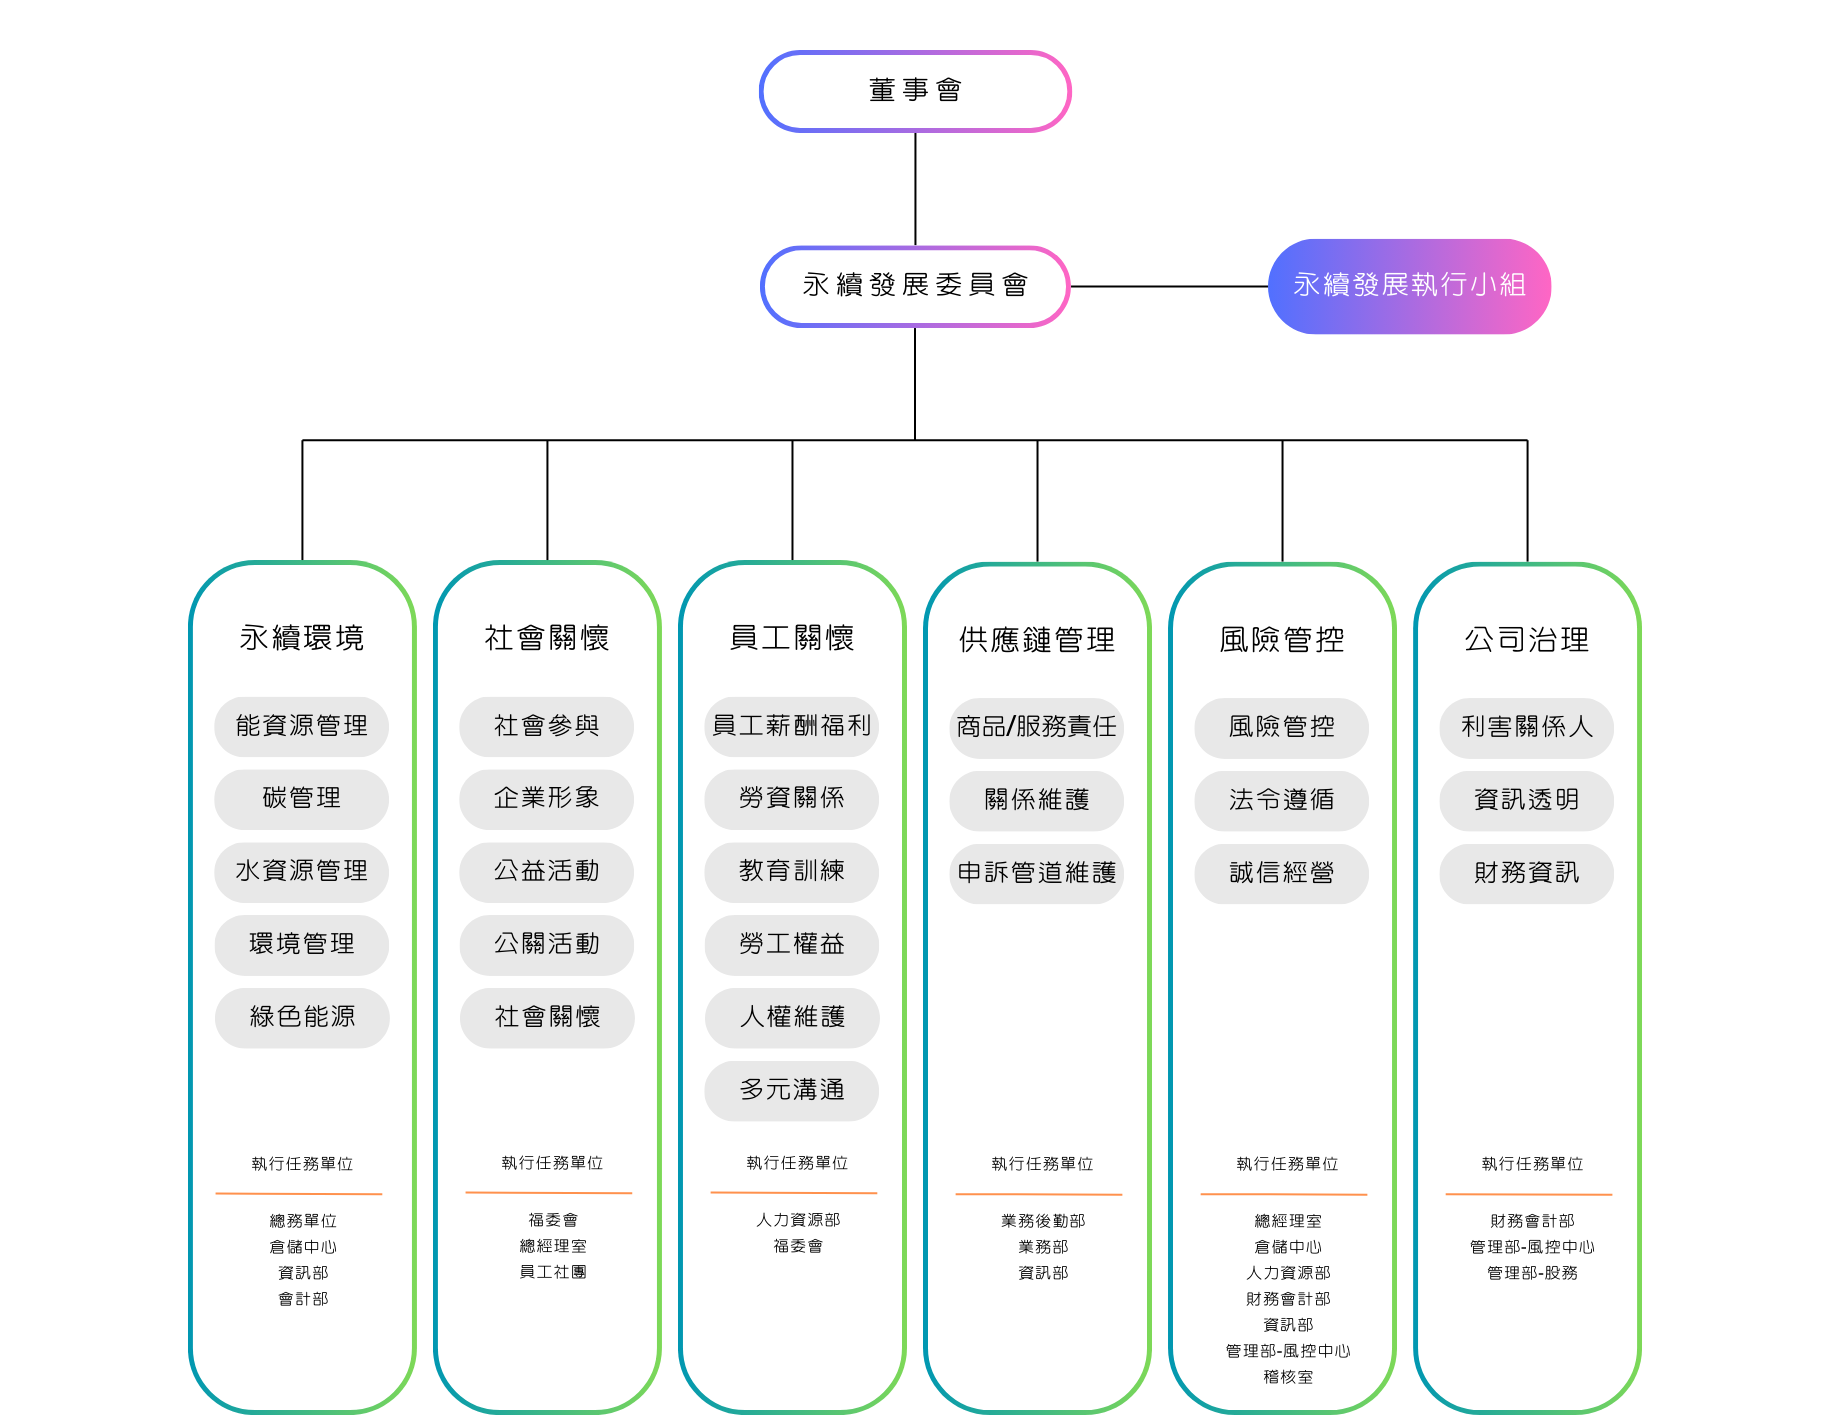 董事會
永續發展委員會
永續發展執行小組
永續環境
能資源管理
碳管理
水資源管理
環境管理
綠色能源
執行任務單位
總務單位
倉儲中心
資訊部
會計部
社會關懷
社會參與
企業形象
公益活動
公關活動
社會關懷
執行任務單位
福委會
總經理室
員工社團
員工關懷
員工薪酬福利
勞資關係
教育訓練
勞工權益
人權維護
多元溝通
執行任務單位
人力資源部
福委會
供應鏈管理
商品/服務責任
關係維護
申訴管道維護
執行任務單位
業務後勤部
業務部
資訊部
風險管控
風險管控
法令遵循
誠信經營
執行任務單位
總經理室
倉儲中心
人力資源部
財務會計部
資訊部
管理部-風控中心
稽核室
公司治理
利害關係人
資訊透明
財務資訊
執行任務單位
財務會計部
管理部-風控中心
管理部-股務